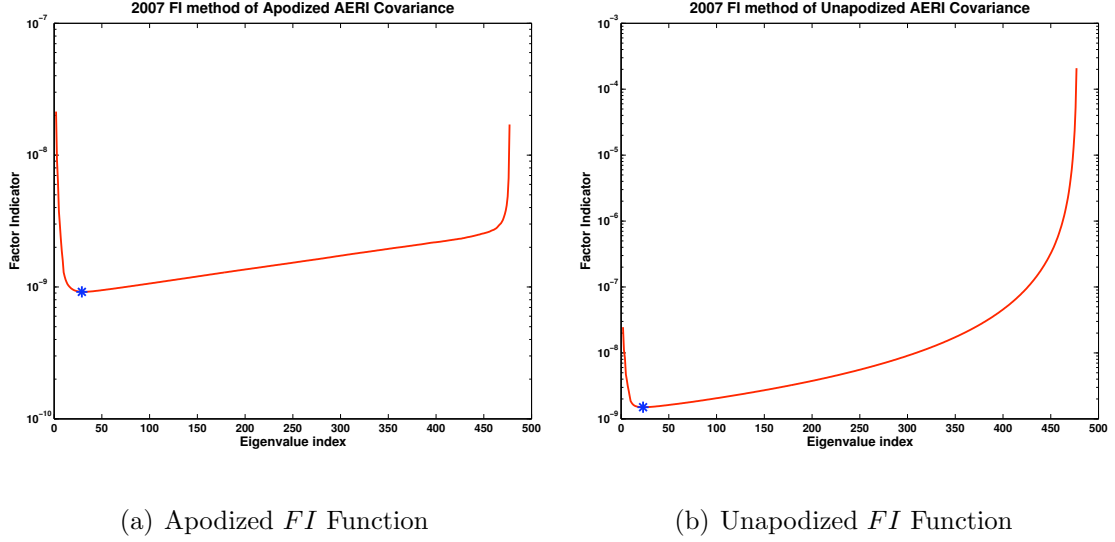 2007 FI method of Apodized AERI Covariance
10^-7
10^-8
10^-9
10^-10
Factor Indicator
0 50 100 150 200 250 300 350 400 450 500
Eigenvalue index
(a) Apodized FI Function
2007 FI method of Unapodized AERI Covariance
10^-3
10^-4
10^-5
10^-6
10^-7
10^-8
10^-9
Factor Indicator
0 50 100 150 200 250 300 350 400 450 500
Eigenvalue index
(b) Unapodized FI Function